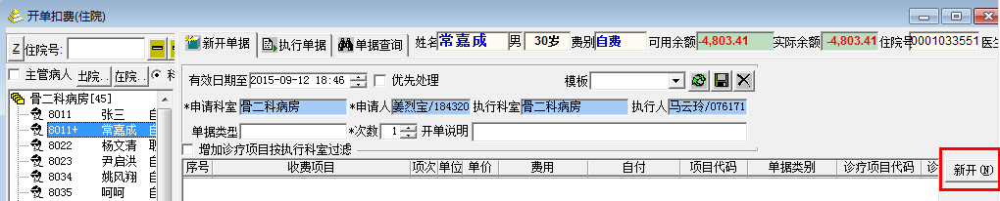 开单扣费(住院)
Z 住院号:
新开单据 执行单据 单据查询 姓名 常嘉成 男 30岁 费别 自费 可用余额 -4,803.41 实际余额 -4,803.41 住院号 0001033551 医生
主管病人 出院.. 在院.. 科
有效日期至 2015-09-12 18:46 优先处理 模板
*申请科室 骨二科病房 *申请人 姜烈宝/184320 执行科室 骨二科病房 执行人 马云玲/076171
单据类型 *次数 1 开单说明
增加诊疗项目按执行科室过滤
序号 收费项目 项次 单位 单价 费用 自付 项目代码 单据类别 诊疗项目代码 诊
新开(N)
骨二科病房[45]
8011 张三 自
8011+ 常嘉成 自
8022 杨文清 取
8023 尹启洪 自
8034 姚风翔 自
8035 呵呵 自